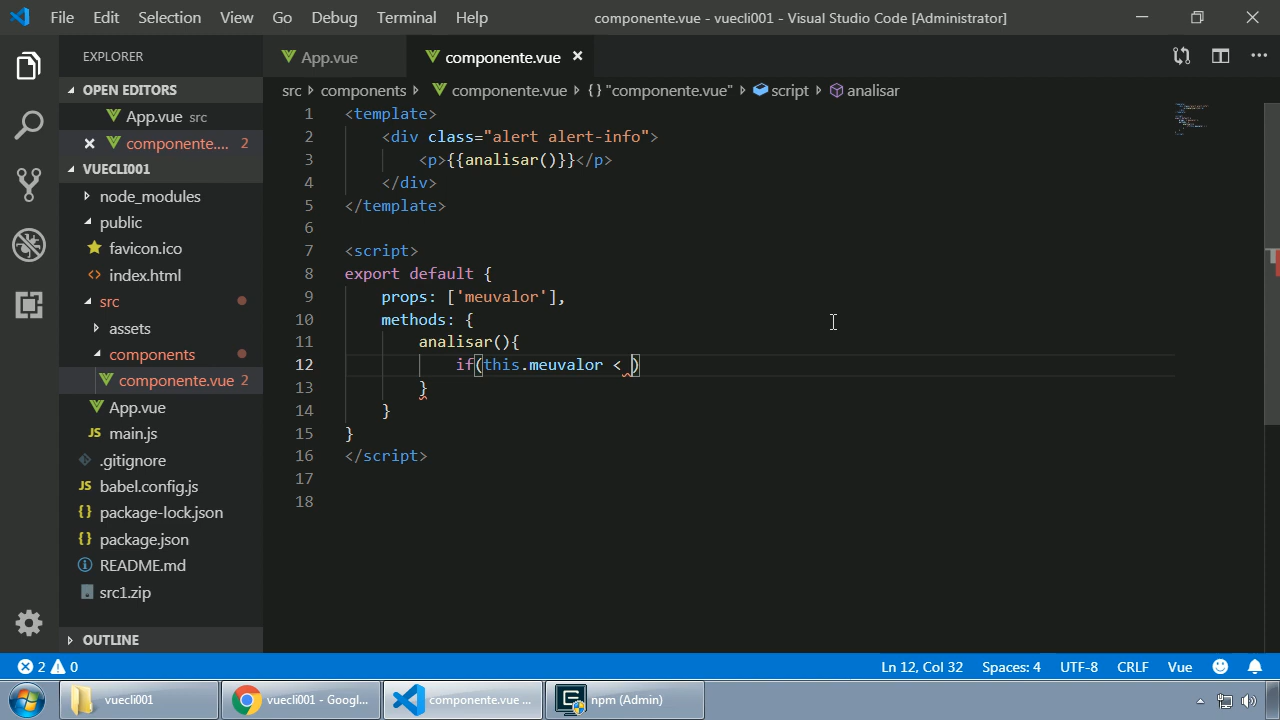 File Edit Selection View Go Debug Terminal Help
componente.vue - vuecli001 - Visual Studio Code [Administrator]
EXPLORER
OPEN EDITORS
App.vue src
componente.... 2
VUECLI001
node_modules
public
favicon.ico
<> index.html
src
assets
components
componente.vue 2
App.vue
JS main.js
.gitignore
JS babel.config.js
{} package-lock.json
{} package.json
README.md
src1.zip
OUTLINE
App.vue
componente.vue
src components componente.vue {} "componente.vue" script analisar
1 <template>
2 <div class="alert alert-info">
3 <p>{{analisar()}}</p>
4 </div>
5 </template>
6
7 <script>
8 export default {
9 props: ['meuvalor'],
10 methods: {
11 analisar(){
12 if(this.meuvalor < )
13 }
14 }
15 }
16 </script>
17
18
2 0
Ln 12, Col 32 Spaces: 4 UTF-8 CRLF Vue
vuecli001
vuecli001 - Googl...
componente.vue ...
npm (Admin)